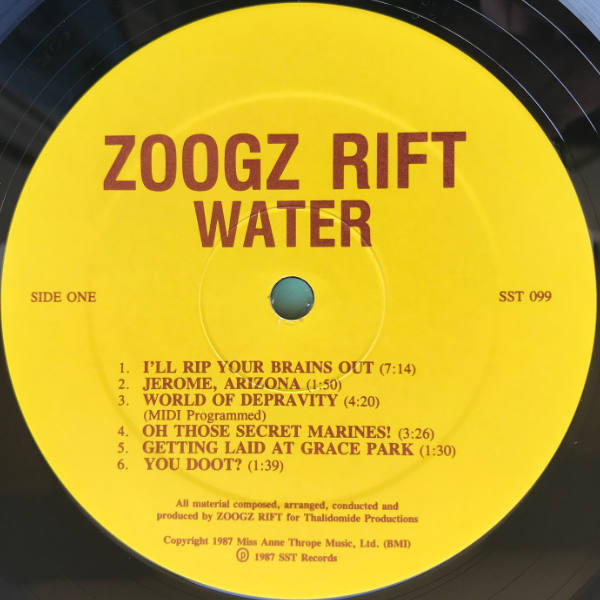 ZOOGZ RIFT
WATER
SIDE ONE
SST 099
1. I'LL RIP YOUR BRAINS OUT (7:14)
2. JEROME, ARIZONA (1:50)
3. WORLD OF DEPRAVITY (4:20)
(MIDI Programmed)
4. OH THOSE SECRET MARINES! (3:26)
5. GETTING LAID AT GRACE PARK (1:30)
6. YOU DOOT? (1:39)
All material composed, arranged, conducted and
produced by ZOOGZ RIFT for Thalidomide Productions
Copyright 1987 Miss Anne Thrope Music, Ltd. (BMI)
℗ 1987 SST Records